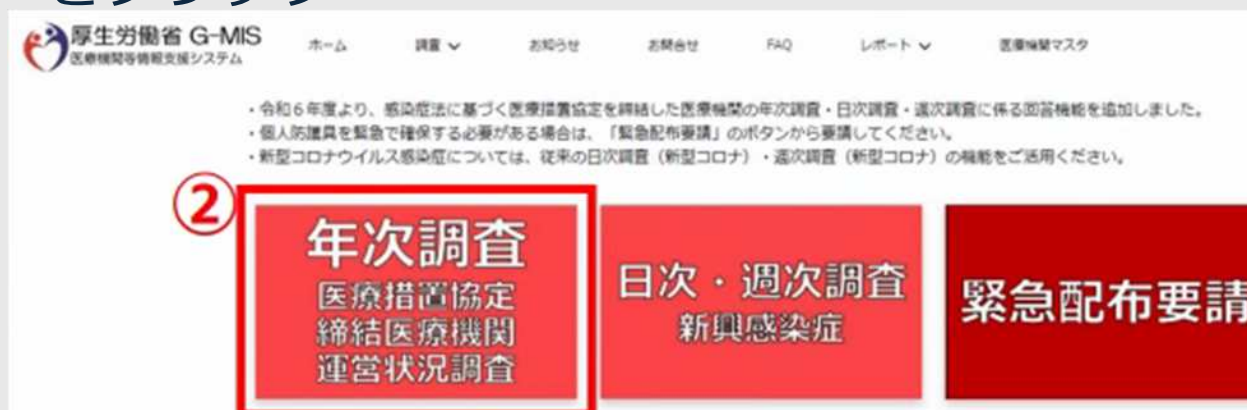 をクリック
厚生労働省 G-MIS
医療機関等情報支援システム
ホーム 調査 お知らせ お問合せ FAQ レポート 医療機関マスタ
・令和6年度より、感染症法に基づく医療措置協定を締結した医療機関の年次調査・日次調査・週次調査に係る回答機能を追加しました。
・個人防護具を緊急で確保する必要がある場合は、「緊急配布要請」のボタンから要請してください。
・新型コロナウイルス感染症については、従来の日次調査(新型コロナ)・週次調査(新型コロナ)の機能をご活用ください。
②
年次調査
医療措置協定
締結医療機関
運営状況調査
日次・週次調査
新興感染症
緊急配布要請